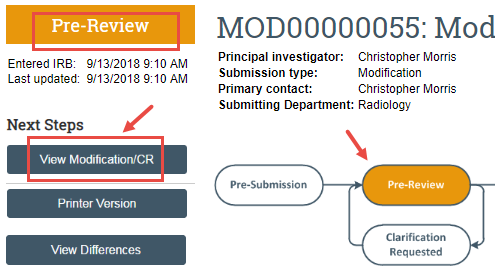 Pre-Review
Entered IRB: 9/13/2018 9:10 AM
Last updated: 9/13/2018 9:10 AM
Next Steps
View Modification/CR
Printer Version
View Differences
MOD00000055: Mod
Principal investigator: Christopher Morris
Submission type: Modification
Primary contact: Christopher Morris
Submitting Department: Radiology
Pre-Submission
Pre-Review
Clarification
Requested